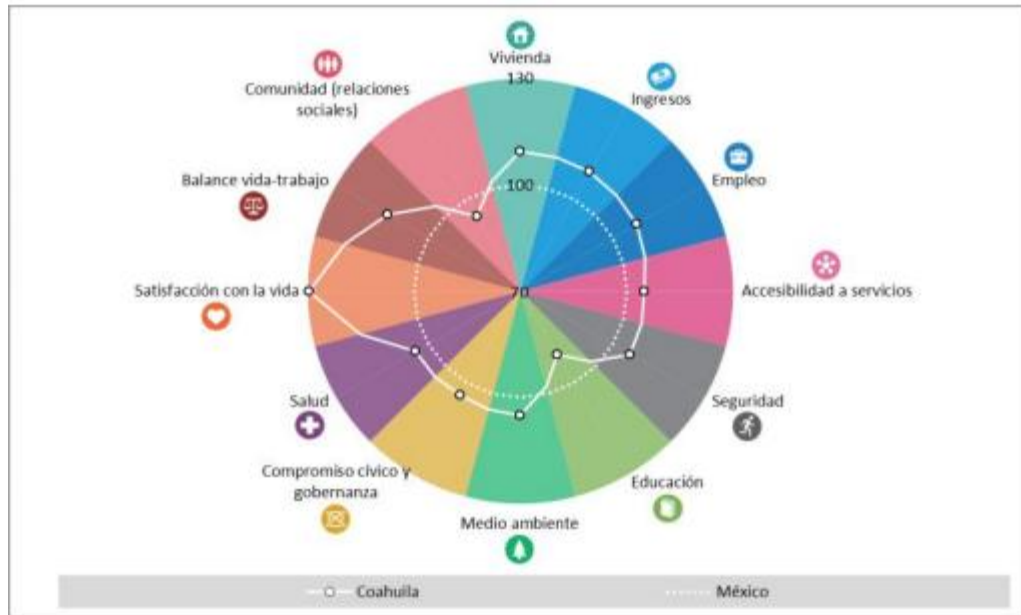 Vivienda
130
Ingresos
Empleo
Accesibilidad a servicios
Seguridad
Educación
Medio ambiente
Compromiso cívico y
gobernanza
Salud
Satisfacción con la vida
Balance vida-trabajo
Comunidad (relaciones
sociales)
100
70
Coahuila
México